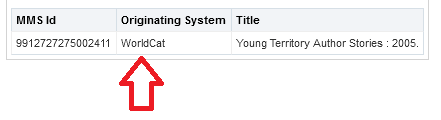 MMS Id Originating System Title
9912727275002411 WorldCat Young Territory Author Stories : 2005.